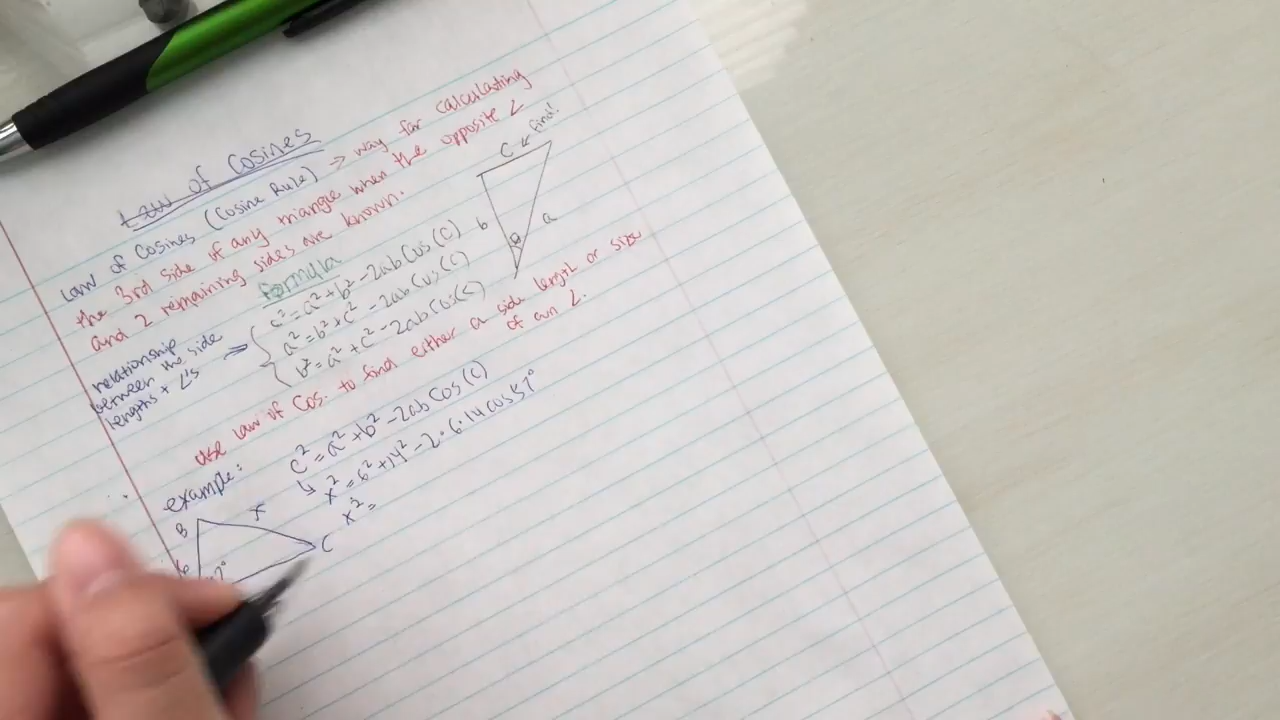 Law of Cosines
Law of Cosines (Cosine Rule) → way for calculating
the 3rd side of any triangle when the opposite ∠
and 2 remaining sides are known.
C ↙ find!
b
a
θ
formula
relationship
between the side
lengths + ∠'s
c² = a² + b² - 2ab Cos(C)
a² = b² + c² - 2ab Cos(C)
b² = a² + c² - 2ab Cos(C)
use law of Cos. to find either a side length or size
of an ∠.
example:
c² = a² + b² - 2ab Cos(C)
x² = 6² + 14² - 2·6·14 cos 57°
x² =
B
x
C
6
7°